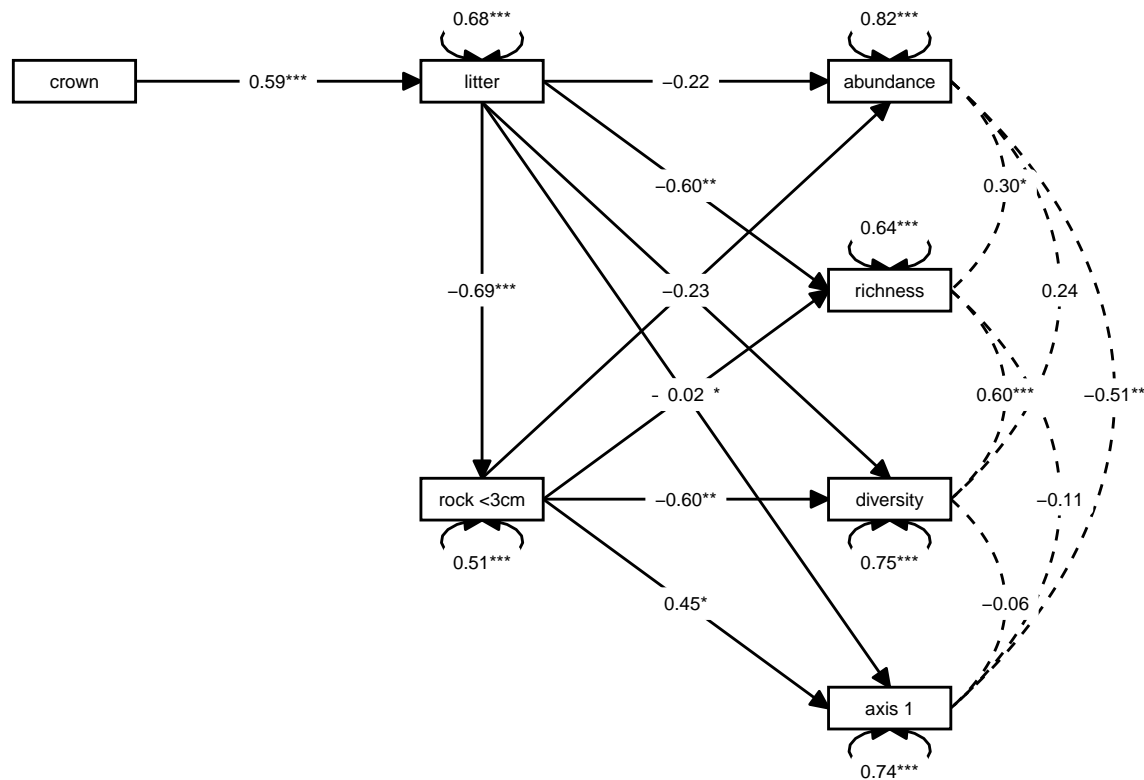 0.68***
0.82***
crown
0.59***
litter
−0.22
abundance
−0.60**
0.30*
0.64***
−0.69***
−0.23
richness
0.24
- 0.02 *
0.60***
−0.51**
rock <3cm
−0.60**
diversity
−0.11
0.51***
0.75***
0.45*
−0.06
axis 1
0.74***